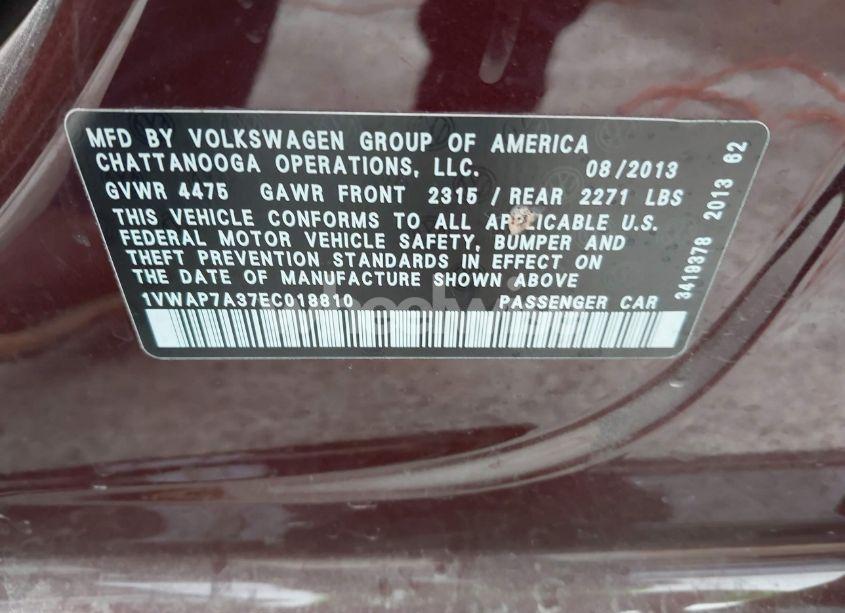 MFD BY VOLKSWAGEN GROUP OF AMERICA
CHATTANOOGA OPERATIONS, LLC. 08/2013
GVWR 4475 GAWR FRONT 2315 / REAR 2271 LBS
THIS VEHICLE CONFORMS TO ALL APPLICABLE U.S.
FEDERAL MOTOR VEHICLE SAFETY, BUMPER AND
THEFT PREVENTION STANDARDS IN EFFECT ON
THE DATE OF MANUFACTURE SHOWN ABOVE
1VWAP7A37EC018810 PASSENGER CAR
3419378 2013 62